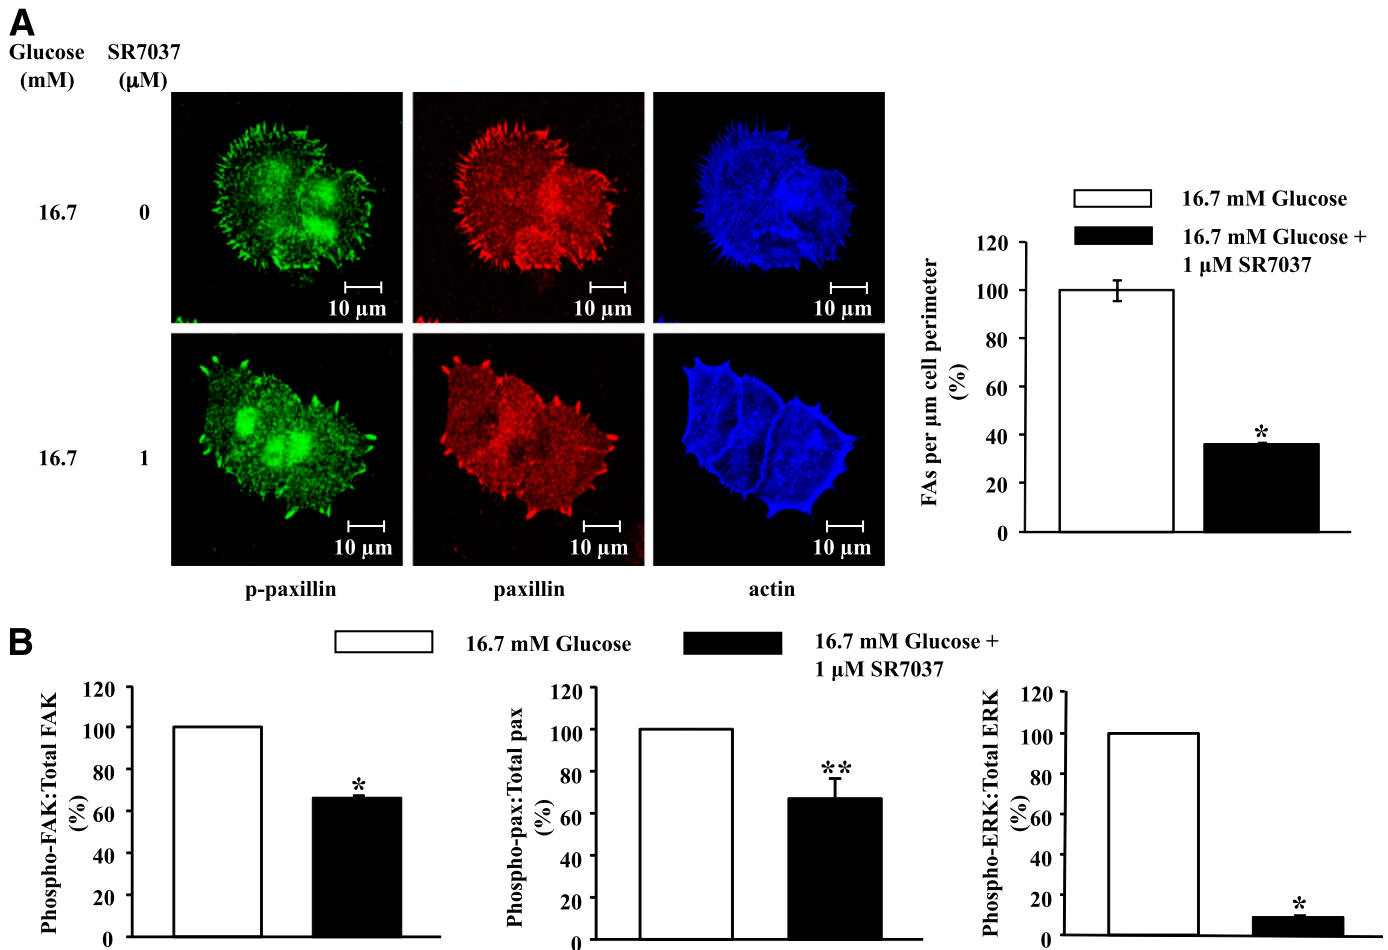 A
Glucose
(mM)
SR7037
(µM)
16.7
0
10 µm
10 µm
10 µm
16.7
1
10 µm
10 µm
10 µm
p-paxillin
paxillin
actin
16.7 mM Glucose
16.7 mM Glucose +
1 µM SR7037
FAs per µm cell perimeter
(%)
120
100
80
60
40
20
0
*
B
16.7 mM Glucose
16.7 mM Glucose +
1 µM SR7037
Phospho-FAK:Total FAK
(%)
120
100
80
60
40
20
0
*
Phospho-pax:Total pax
(%)
120
100
80
60
40
20
0
**
Phospho-ERK:Total ERK
(%)
120
100
80
60
40
20
0
*